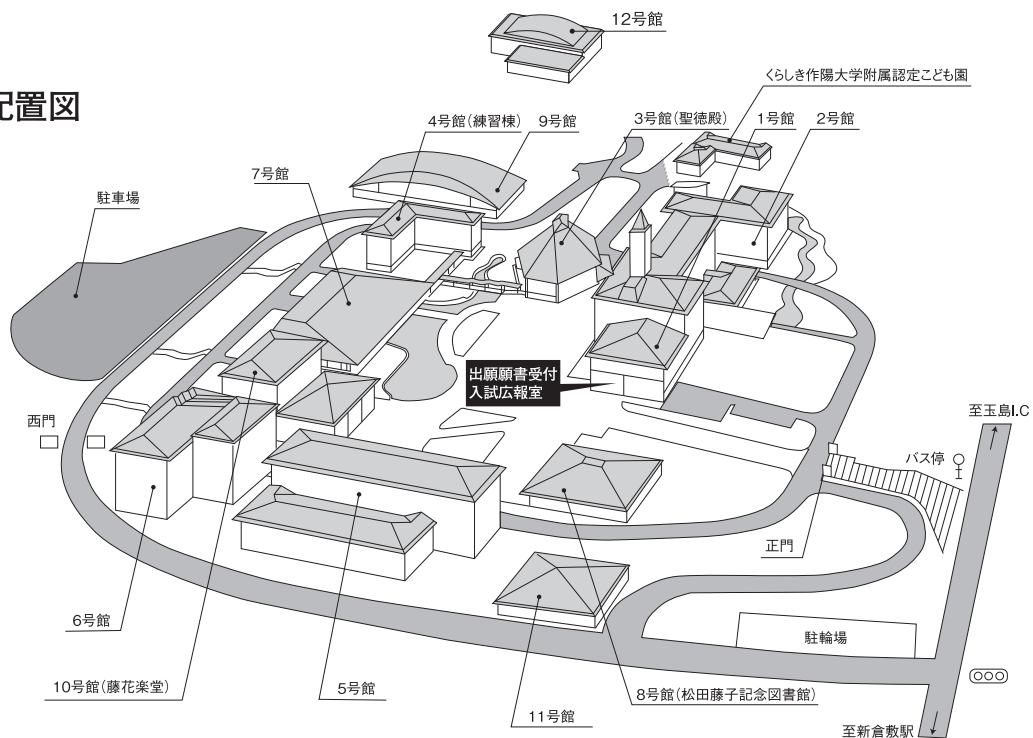 配置図
12号館
くらしき作陽大学附属認定こども園
4号館(練習棟)
9号館
3号館(聖徳殿)
1号館
2号館
7号館
駐車場
出願願書受付
入試広報室
西門
至玉島I.C
バス停
正門
6号館
駐輪場
10号館(藤花楽堂)
5号館
8号館(松田藤子記念図書館)
11号館
至新倉敷駅